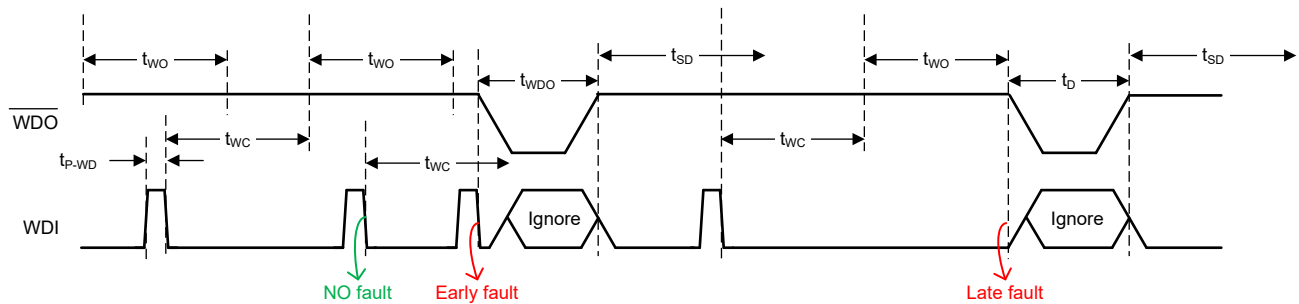 tWO
tWO
tWDO
tSD
tWO
tD
tSD
WDO
tWC
tWC
tWC
tP-WD
WDI
Ignore
Ignore
NO fault
Early fault
Late fault